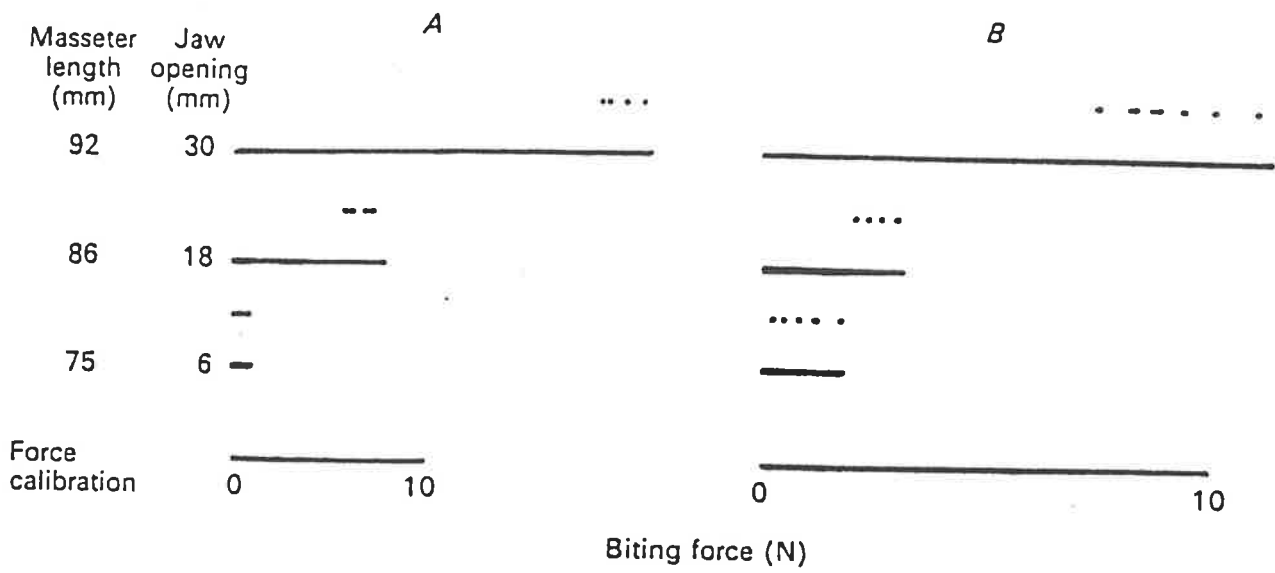 A
B
Masseter length (mm)
Jaw opening (mm)
92 30
86 18
75 6
Force calibration
0 10
0 10
Biting force (N)